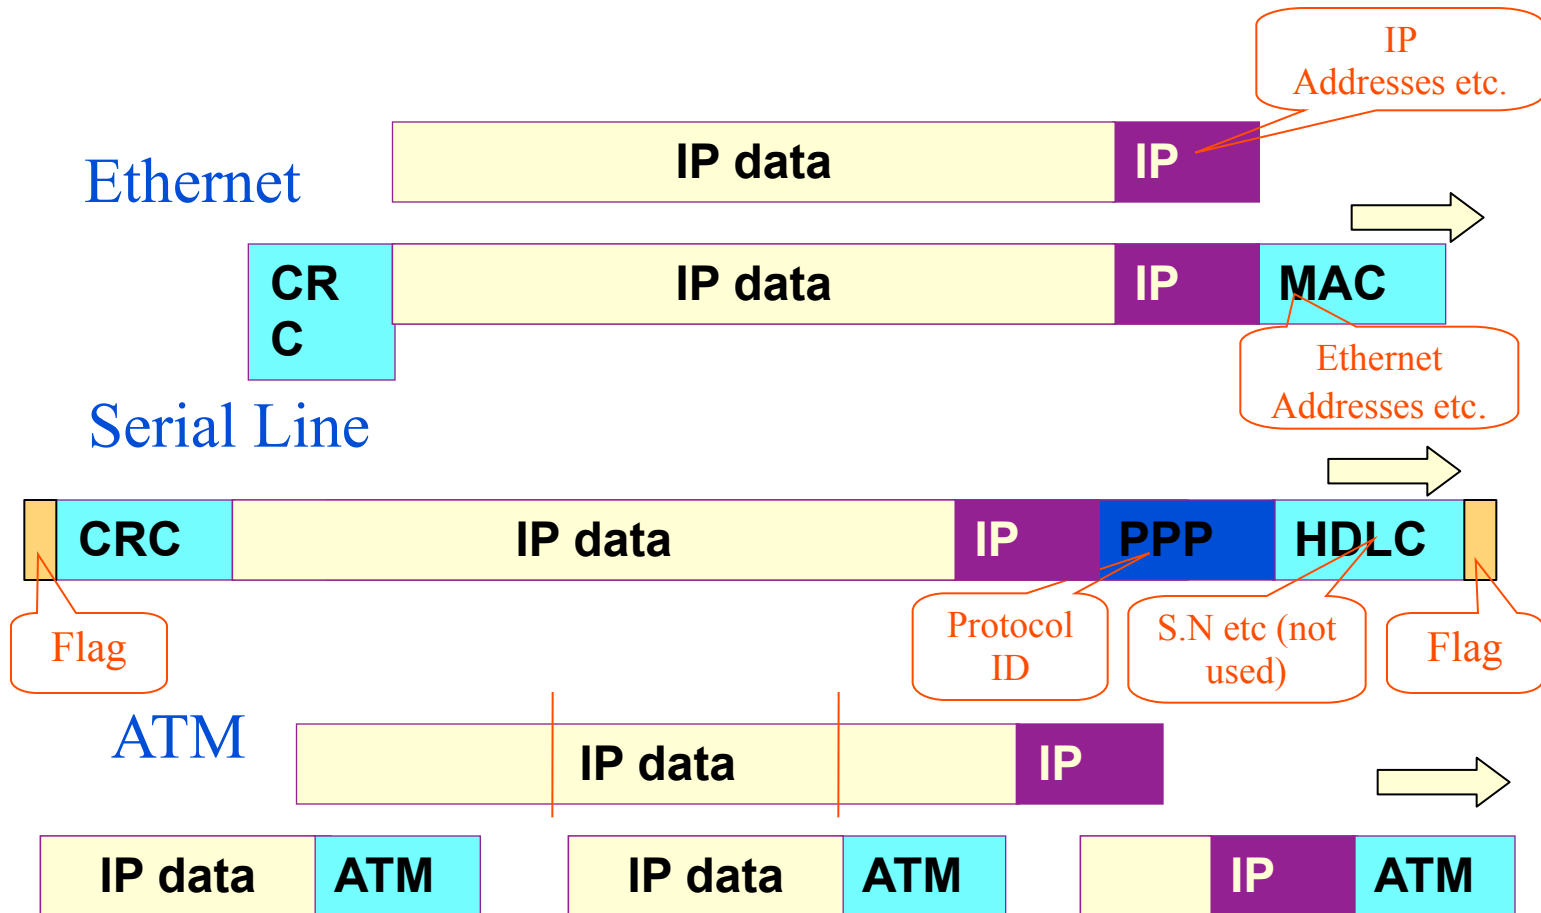 IP
Addresses etc.
Ethernet
IP data
IP
CR
C
IP data
IP
MAC
Ethernet
Addresses etc.
Serial Line
CRC
IP data
IP
PPP
HDLC
Flag
Protocol
ID
S.N etc (not
used)
Flag
ATM
IP data
IP
IP data
ATM
IP data
ATM
IP
ATM